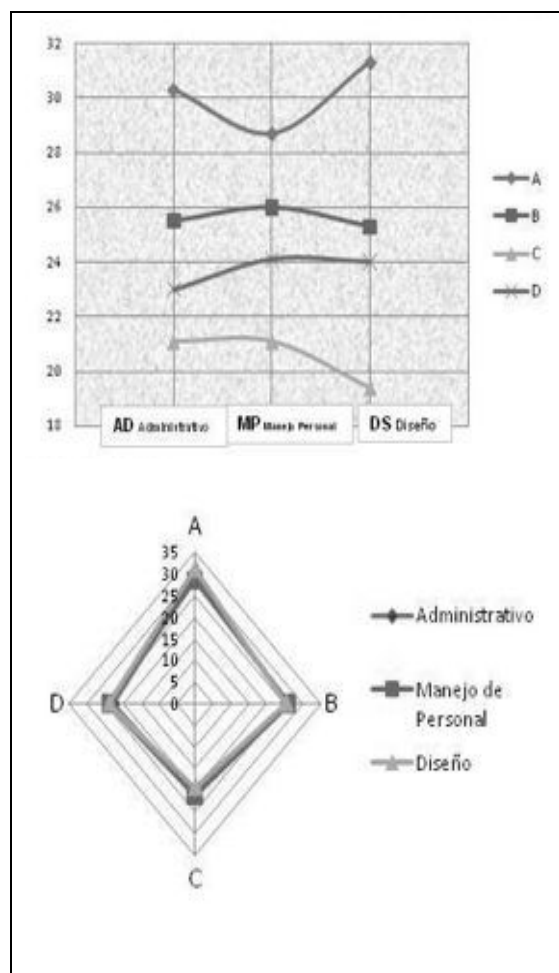 32
30
28
26
24
22
20
18
A
B
C
D
AD Administrativo
MP Manejo Personal
DS Diseño
A
35
30
25
20
15
10
5
0
D
B
C
Administrativo
Manejo de
Personal
Diseño